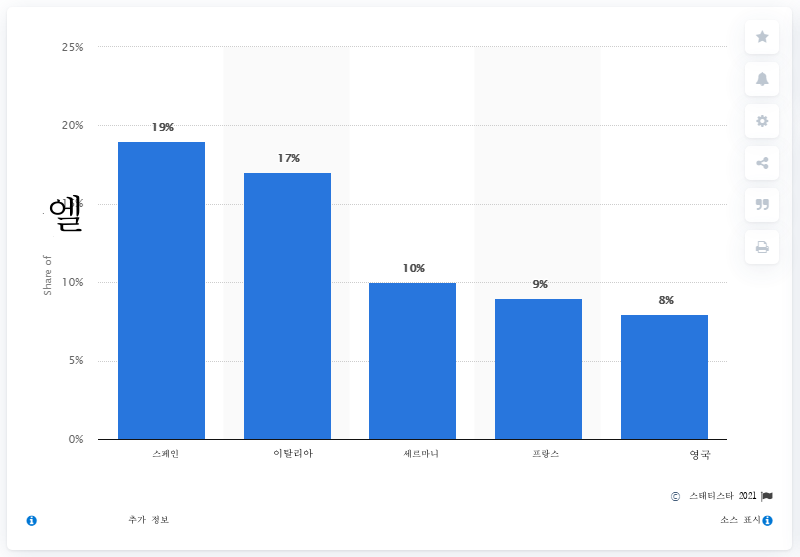 25%
20%
19%
17%
엘
Share of
10%
10%
9%
8%
5%
0%
스페인
이탈리아
세르마니
프랑스
영국
© 스태티스타 2021
추가 정보
소스 표시